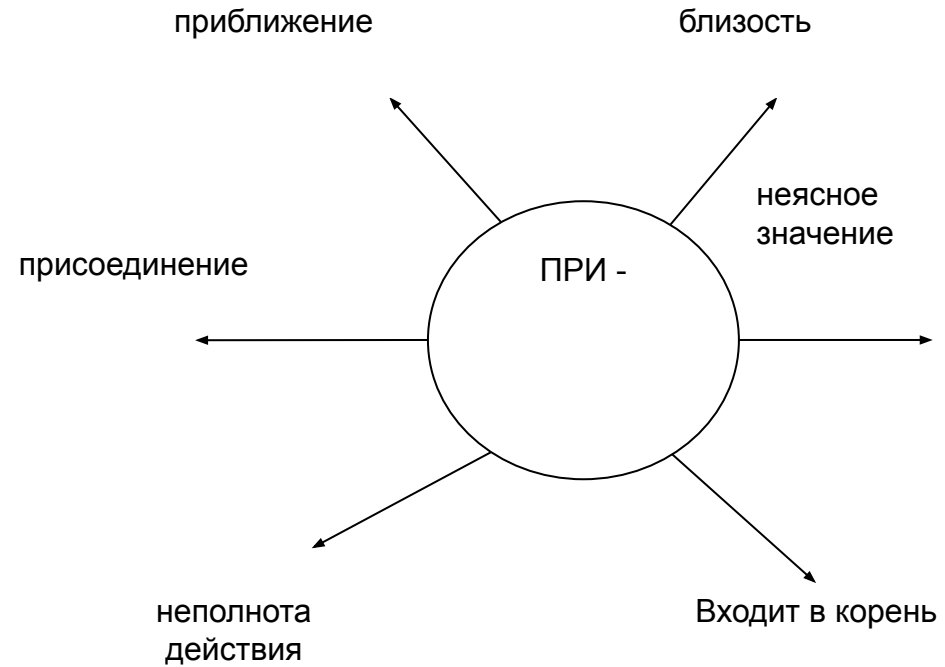 приближение
близость
неясное
значение
присоединение
ПРИ -
неполнота
действия
Входит в корень